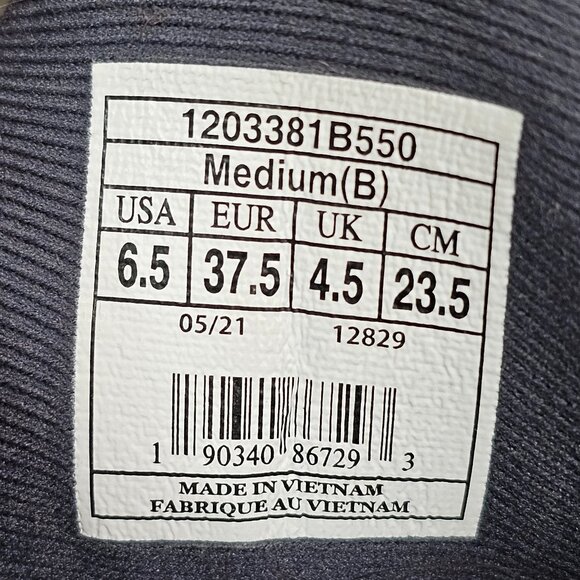 1203381B550
Medium(B)
USA EUR UK CM
6.5 37.5 4.5 23.5
05/21 12829
1 90340 86729 3
MADE IN VIETNAM
FABRIQUE AU VIETNAM